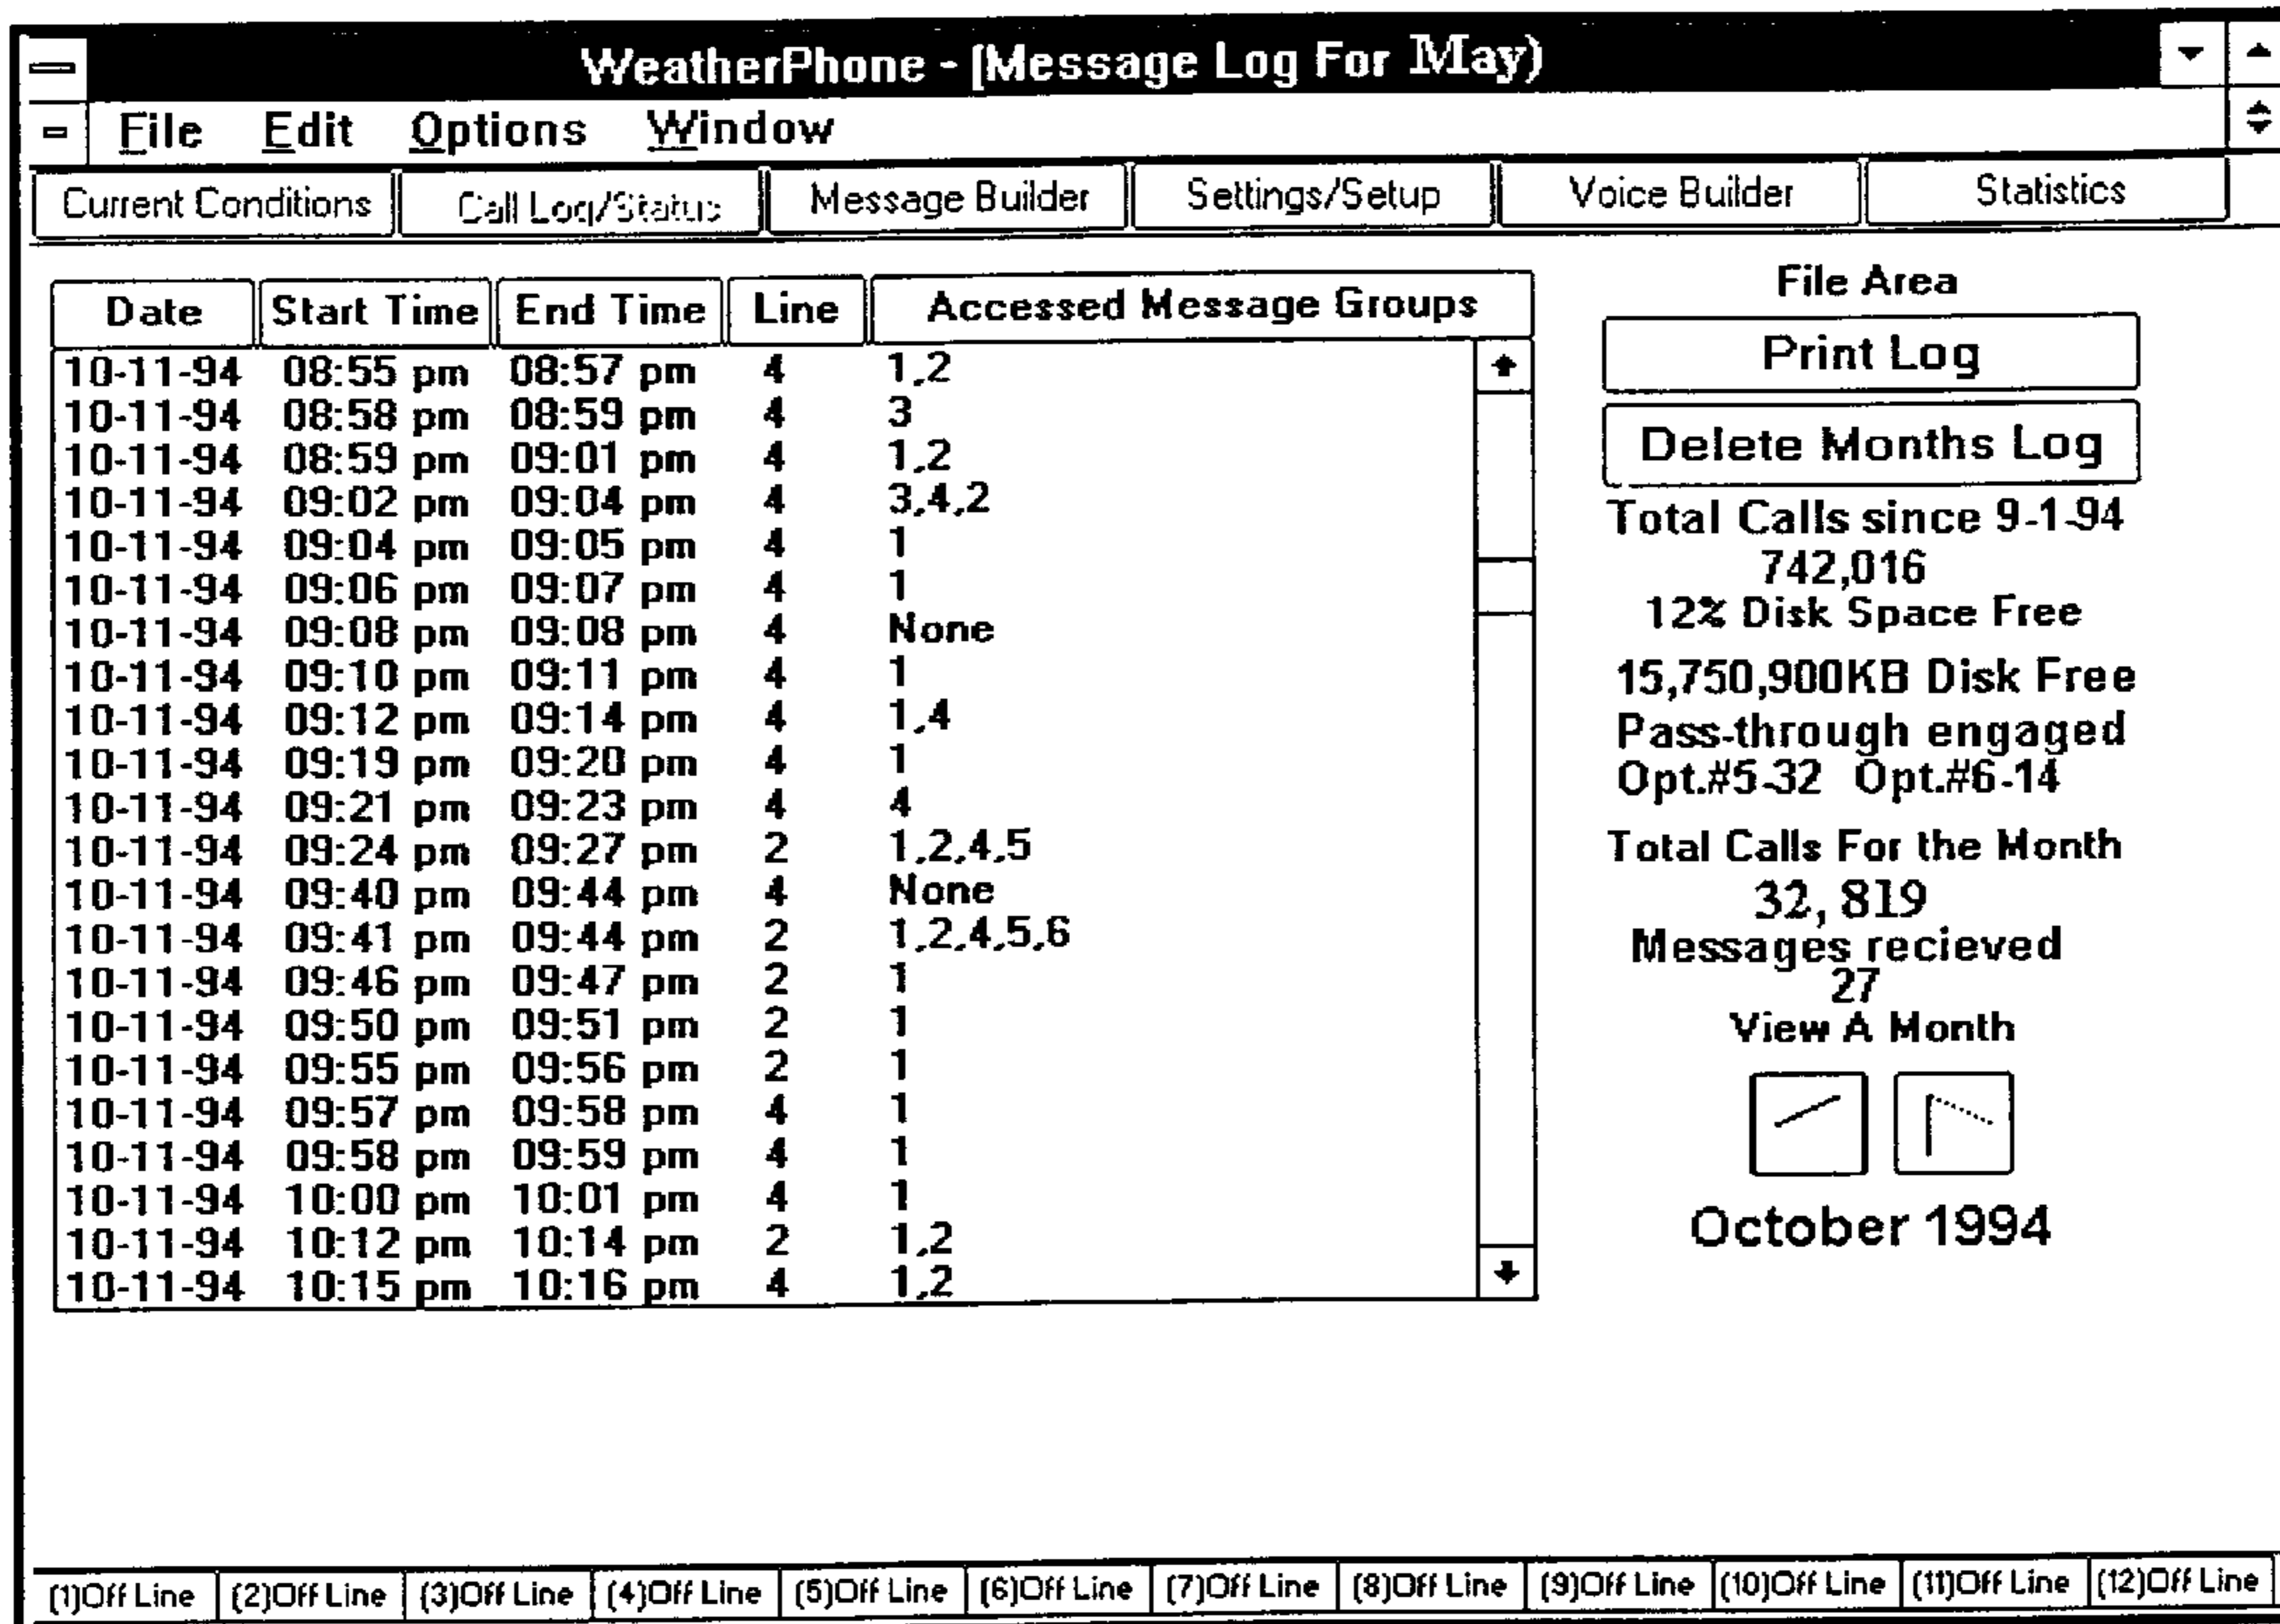 WeatherPhone - [Message Log For May)
File Edit Options Window
Current Conditions Call Log/Status Message Builder Settings/Setup Voice Builder Statistics
Date Start Time End Time Line Accessed Message Groups
10-11-94 08:55 pm 08:57 pm 4 1,2
10-11-94 08:58 pm 08:59 pm 4 3
10-11-94 08:59 pm 09:01 pm 4 1,2
10-11-94 09:02 pm 09:04 pm 4 3,4,2
10-11-94 09:04 pm 09:05 pm 4 1
10-11-94 09:06 pm 09:07 pm 4 1
10-11-94 09:08 pm 09:08 pm 4 None
10-11-94 09:10 pm 09:11 pm 4 1
10-11-94 09:12 pm 09:14 pm 4 1,4
10-11-94 09:19 pm 09:20 pm 4 1
10-11-94 09:21 pm 09:23 pm 4 4
10-11-94 09:24 pm 09:27 pm 2 1,2,4,5
10-11-94 09:40 pm 09:44 pm 4 None
10-11-94 09:41 pm 09:44 pm 2 1,2,4,5,6
10-11-94 09:46 pm 09:47 pm 2 1
10-11-94 09:50 pm 09:51 pm 2 1
10-11-94 09:55 pm 09:56 pm 2 1
10-11-94 09:57 pm 09:58 pm 4 1
10-11-94 09:58 pm 09:59 pm 4 1
10-11-94 10:00 pm 10:01 pm 4 1
10-11-94 10:12 pm 10:14 pm 2 1,2
10-11-94 10:15 pm 10:16 pm 4 1,2
File Area
Print Log
Delete Months Log
Total Calls since 9-1-94
742,016
12% Disk Space Free
15,750,900KB Disk Free
Pass-through engaged
Opt.#5-32 Opt.#6-14
Total Calls For the Month
32, 819
Messages recieved
27
View A Month
October 1994
(1)Off Line (2)Off Line (3)Off Line (4)Off Line (5)Off Line (6)Off Line (7)Off Line (8)Off Line (9)Off Line (10)Off Line (11)Off Line (12)Off Line